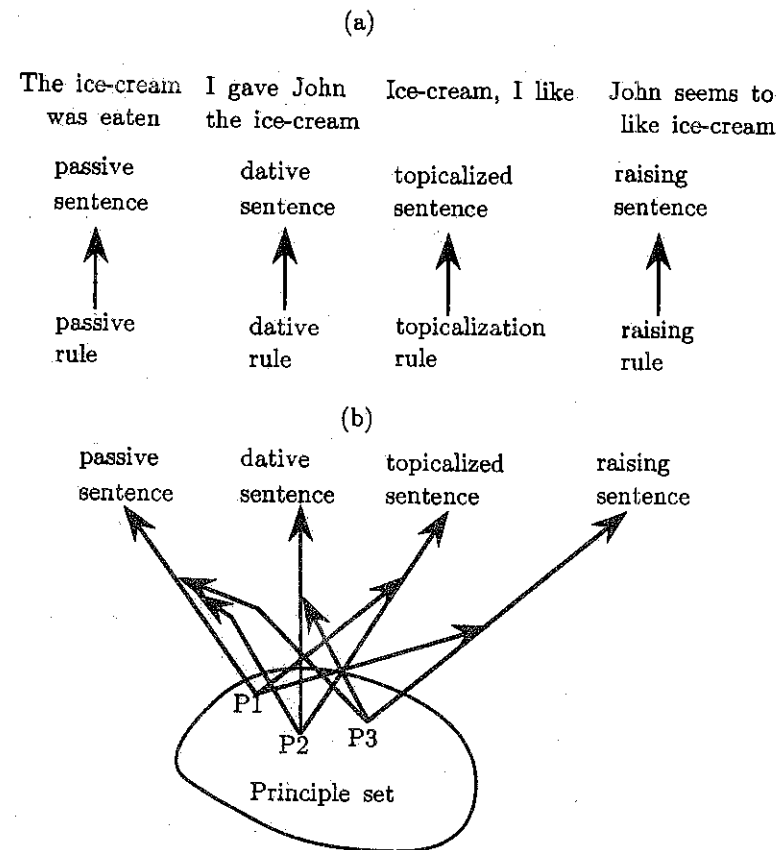 (a)
The ice-cream
was eaten
I gave John
the ice-cream
Ice-cream, I like
John seems to
like ice-cream
passive
sentence
dative
sentence
topicalized
sentence
raising
sentence
passive
rule
dative
rule
topicalization
rule
raising
rule
(b)
passive
sentence
dative
sentence
topicalized
sentence
raising
sentence
P1
P2
P3
Principle set